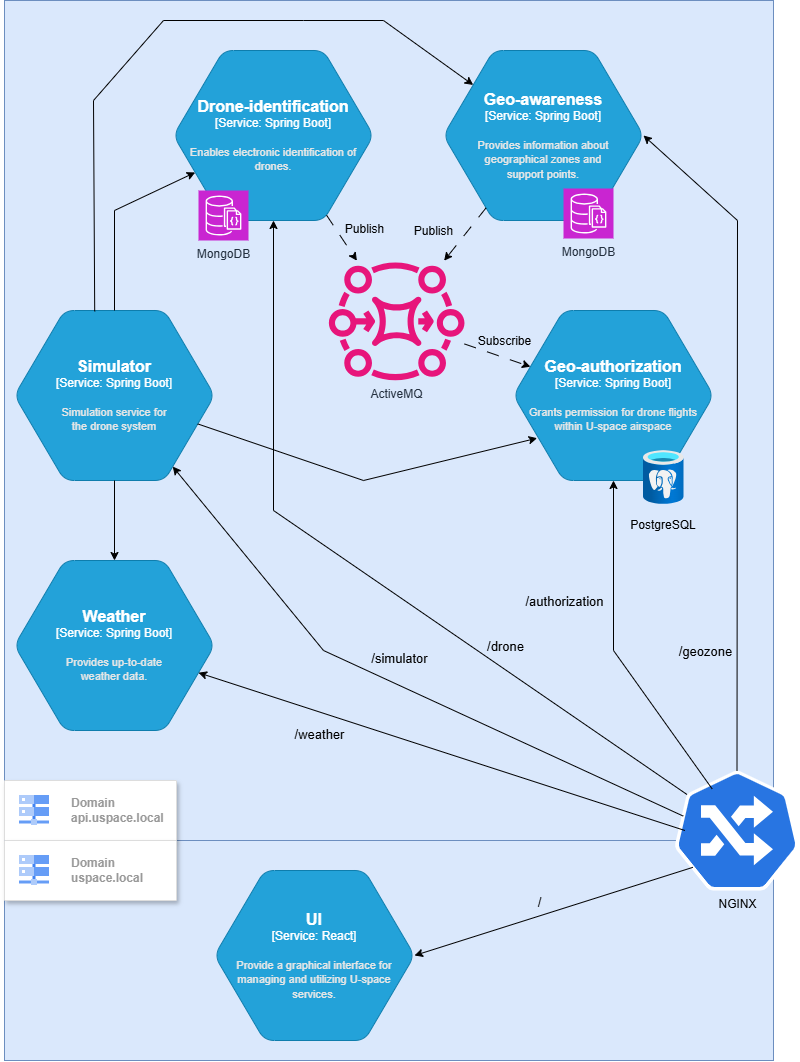 Drone-identification
[Service: Spring Boot]
Enables electronic identification of
drones.
MongoDB
Geo-awareness
[Service: Spring Boot]
Provides information about
geographical zones and
support points.
MongoDB
Publish
Publish
ActiveMQ
Subscribe
Simulator
[Service: Spring Boot]
Simulation service for
the drone system
Geo-authorization
[Service: Spring Boot]
Grants permission for drone flights
within U-space airspace
PostgreSQL
Weather
[Service: Spring Boot]
Provides up-to-date
weather data.
/authorization
/drone
/geozone
/simulator
/weather
Domain
api.uspace.local
Domain
uspace.local
NGINX
/
UI
[Service: React]
Provide a graphical interface for
managing and utilizing U-space
services.